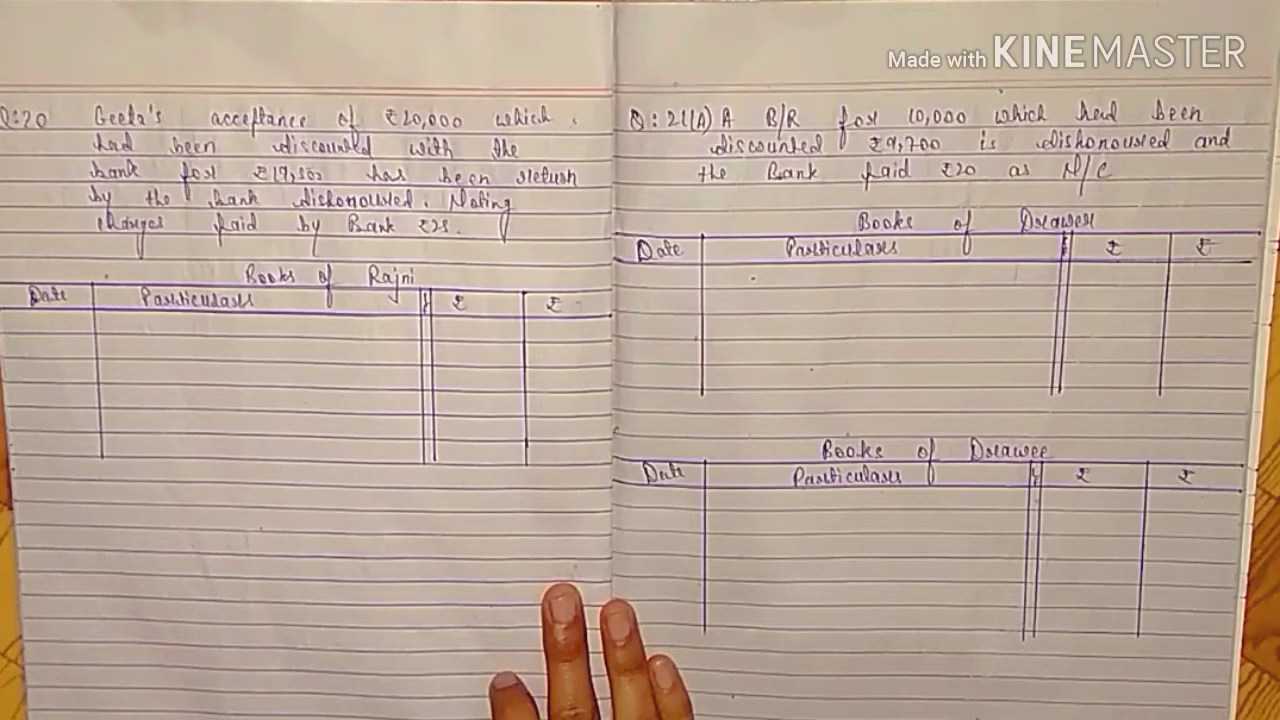 Made with KINEMASTER
Q:20 Geeta's acceptance of ₹20,000 which
had been discounted with the
bank for has been return
by the bank dishonoured. Noting
charges paid by Bank ₹25.
Books of Rajni
Date Particulars ₹ ₹
Q:21(A) A B/R for 10,000 which had been
discounted ₹9,700 is dishonoured and
the Bank paid ₹20 as N/C
Books of Drawer
Date Particulars ₹ ₹
Books of Drawee
Date Particulars ₹ ₹